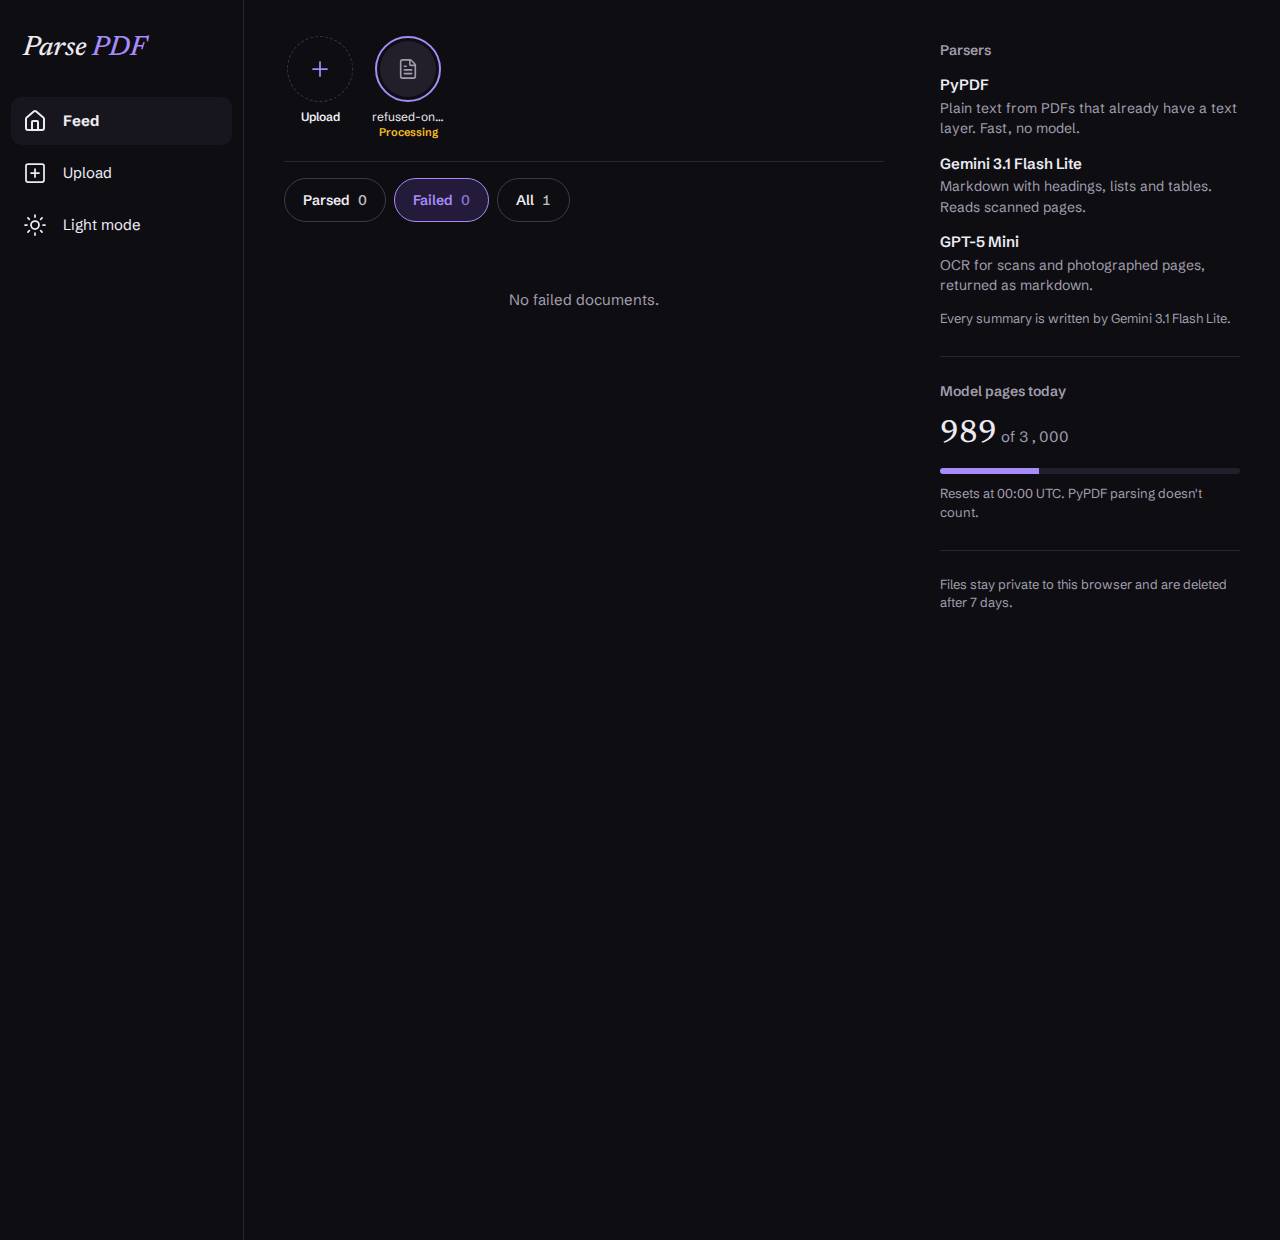 Parse PDF
Feed
Upload
Light mode
Upload
refused-on...
Processing
Parsed 0
Failed 0
All 1
No failed documents.
Parsers
PyPDF
Plain text from PDFs that already have a text
layer. Fast, no model.
Gemini 3.1 Flash Lite
Markdown with headings, lists and tables.
Reads scanned pages.
GPT-5 Mini
OCR for scans and photographed pages,
returned as markdown.
Every summary is written by Gemini 3.1 Flash Lite.
Model pages today
989 of 3,000
Resets at 00:00 UTC. PyPDF parsing doesn't
count.
Files stay private to this browser and are deleted
after 7 days.